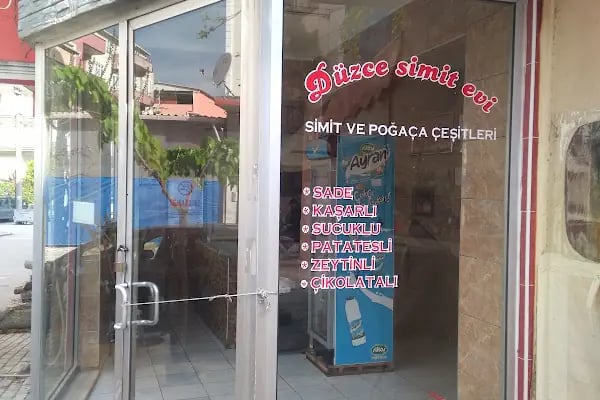 Düzce simit evi
SİMİT VE POĞAÇA ÇEŞİTLERİ
Ayran
SADE
KAŞARLI
SUCUKLU
PATATESLİ
ZEYTİNLİ
ÇİKOLATALI